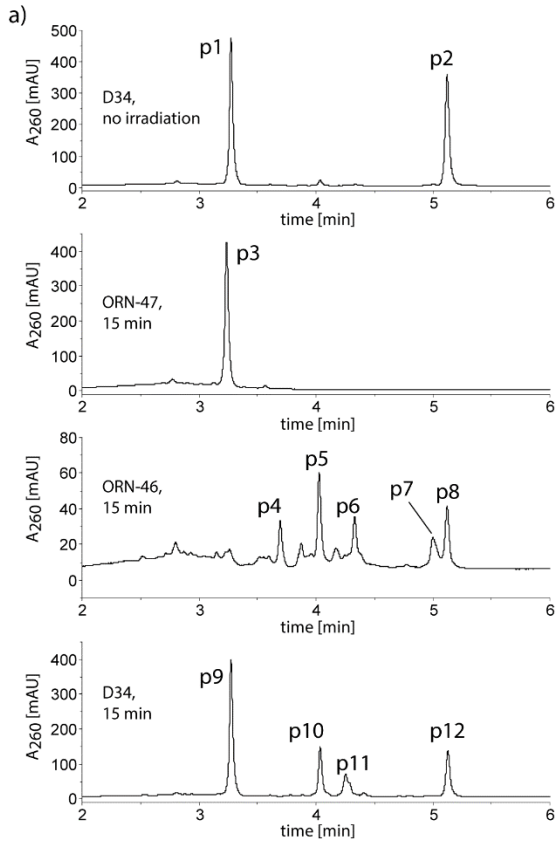 a)
500
400
300
200
100
0
A260 [mAU]
D34,
no irradiation
p1
p2
2 3 4 5 6
time [min]
400
300
200
100
0
A260 [mAU]
ORN-47,
15 min
p3
2 3 4 5 6
time [min]
80
60
40
20
0
A260 [mAU]
ORN-46,
15 min
p4
p5
p6
p7
p8
2 3 4 5 6
time [min]
400
300
200
100
0
A260 [mAU]
D34,
15 min
p9
p10
p11
p12
2 3 4 5 6
time [min]